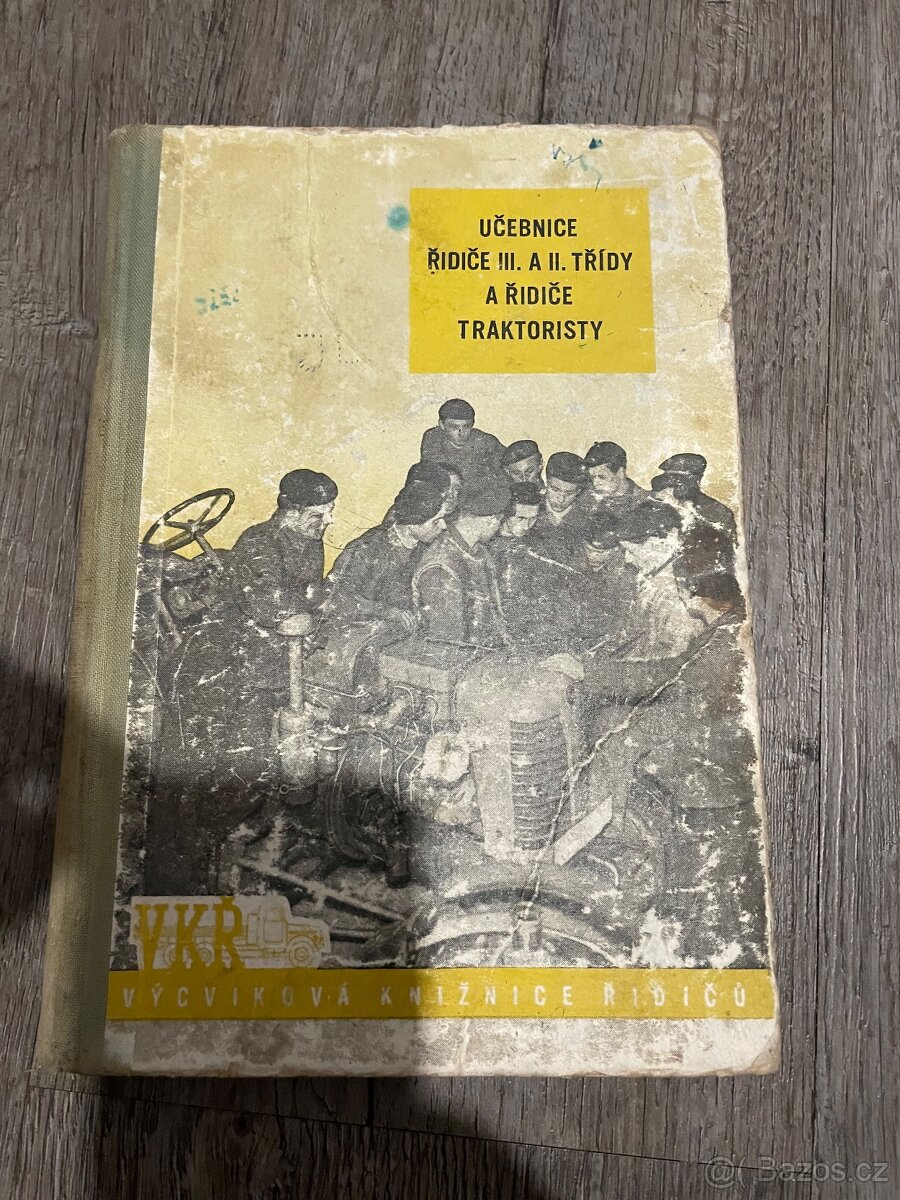 UČEBNICE
ŘIDIČE III. A II. TŘÍDY
A ŘIDIČE
TRAKTORISTY
VKŘ
VÝCVIKOVÁ KNIŽNICE ŘIDIČŮ
Bazos.cz